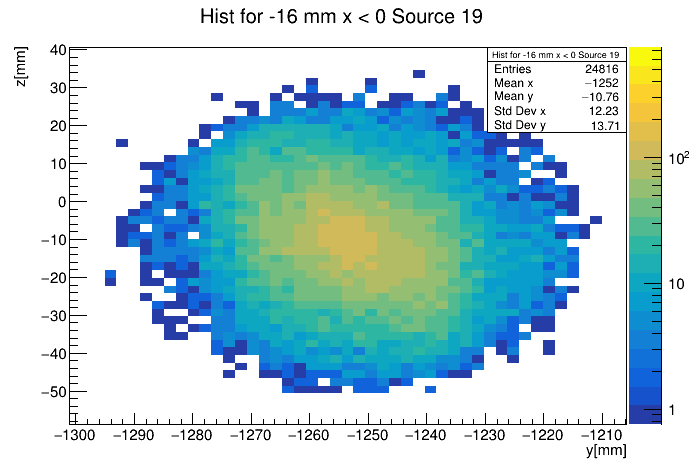 Hist for -16 mm x < 0 Source 19
z[mm]
Hist for -16 mm x < 0 Source 19
Entries 24816
Mean x −1252
Mean y −10.76
Std Dev x 12.23
Std Dev y 13.71
40
30
20
10
0
−10
−20
−30
−40
−50
10²
10
1
−1300 −1290 −1280 −1270 −1260 −1250 −1240 −1230 −1220 −1210
y[mm]